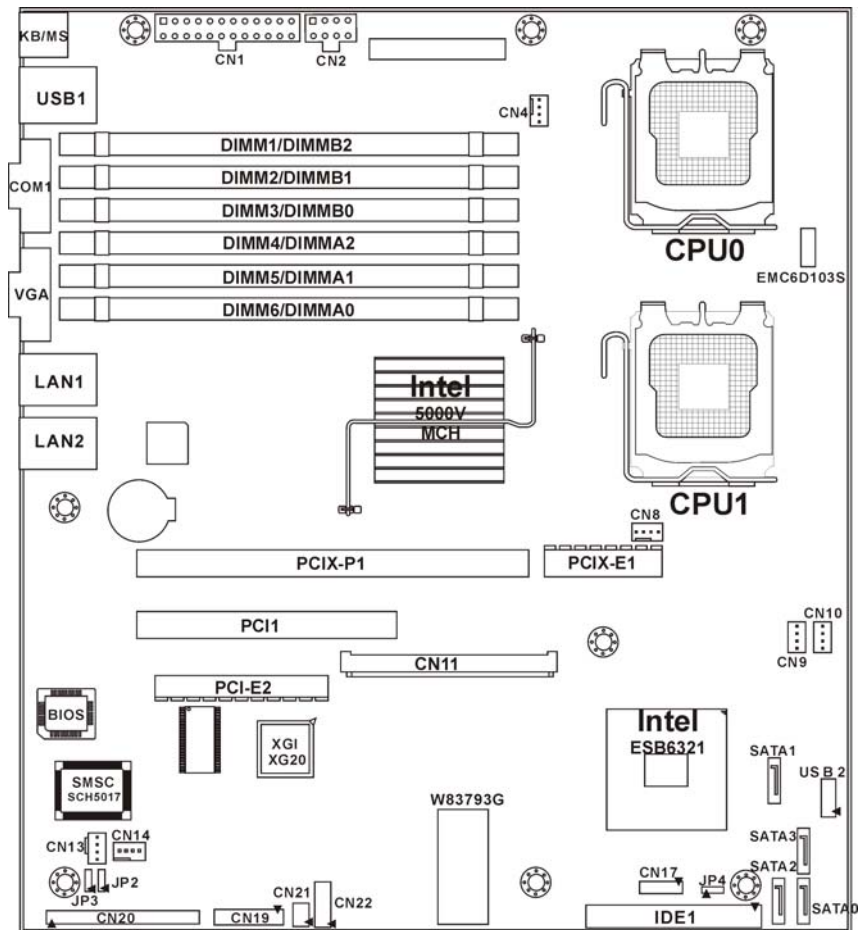 KB/MS
CN1
CN2
USB1
CN4
DIMM1/DIMMB2
COM1
DIMM2/DIMMB1
DIMM3/DIMMB0
DIMM4/DIMMA2
CPU0
DIMM5/DIMMA1
EMC6D103S
VGA
DIMM6/DIMMA0
LAN1
Intel
5000V
MCH
LAN2
CPU1
CN8
PCIX-P1
PCIX-E1
PCI1
CN10
CN9
CN11
PCI-E2
BIOS
Intel
ESB6321
XGI
XG20
SATA1
USB2
SMSC
SCH5017
W83793G
SATA3
CN13
CN14
SATA2
CN17
JP4
JP2
JP3
CN21
CN22
SATA0
CN20
CN19
IDE1